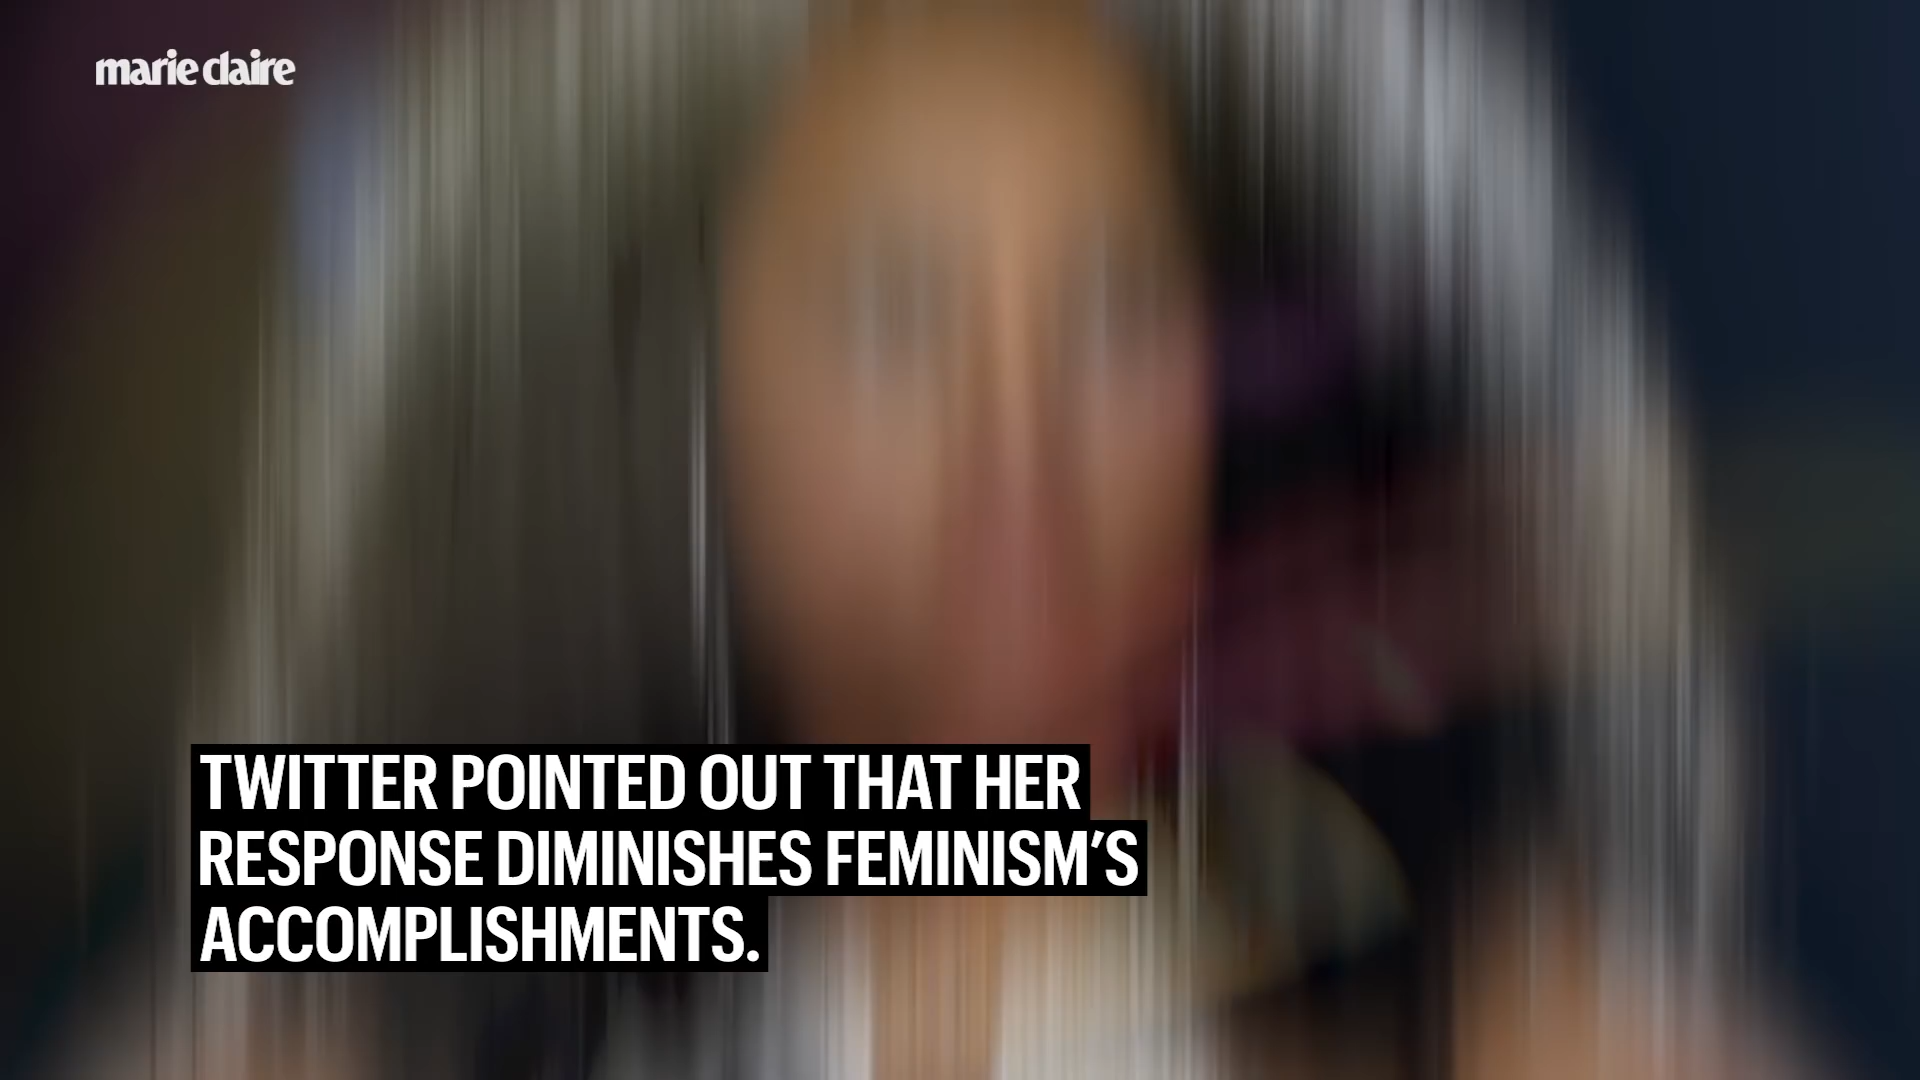 marie claire
TWITTER POINTED OUT THAT HER
RESPONSE DIMINISHES FEMINISM'S
ACCOMPLISHMENTS.